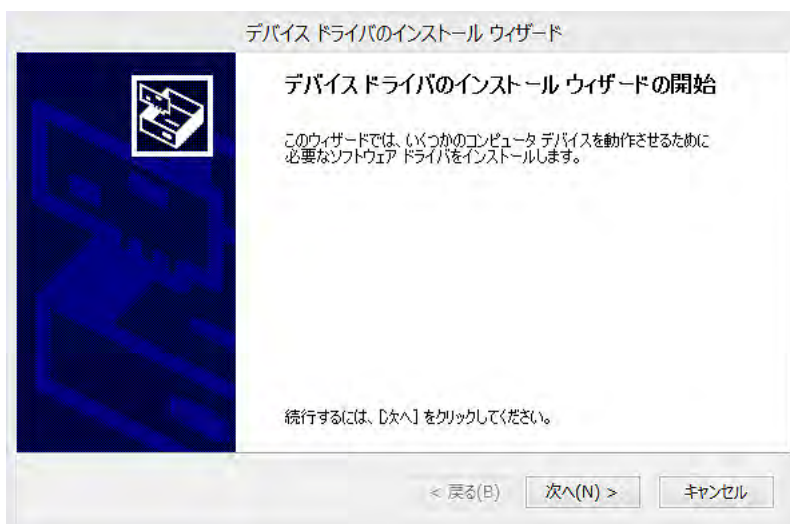 デバイス ドライバのインストール ウィザード
デバイス ドライバのインストール ウィザードの開始
このウィザードでは、いくつかのコンピュータ デバイスを動作させるために
必要なソフトウェア ドライバをインストールします。
続行するには、[次へ] をクリックしてください。
< 戻る(B)
次へ(N) >
キャンセル